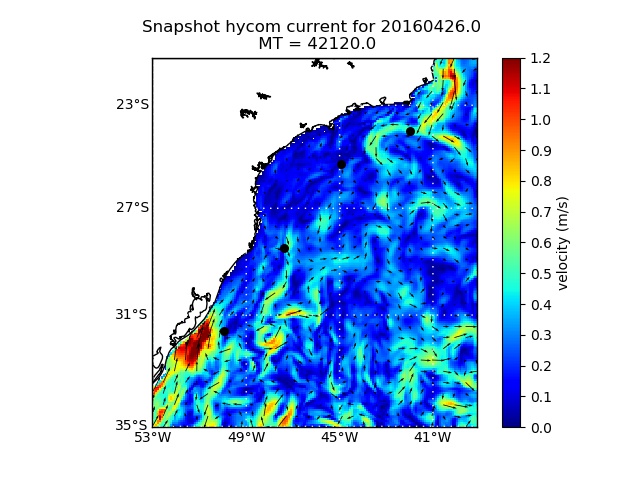 Snapshot hycom current for 20160426.0
MT = 42120.0
23°S
27°S
31°S
35°S
53°W
49°W
45°W
41°W
1.2
1.1
1.0
0.9
0.8
0.7
0.6
0.5
0.4
0.3
0.2
0.1
0.0
velocity (m/s)